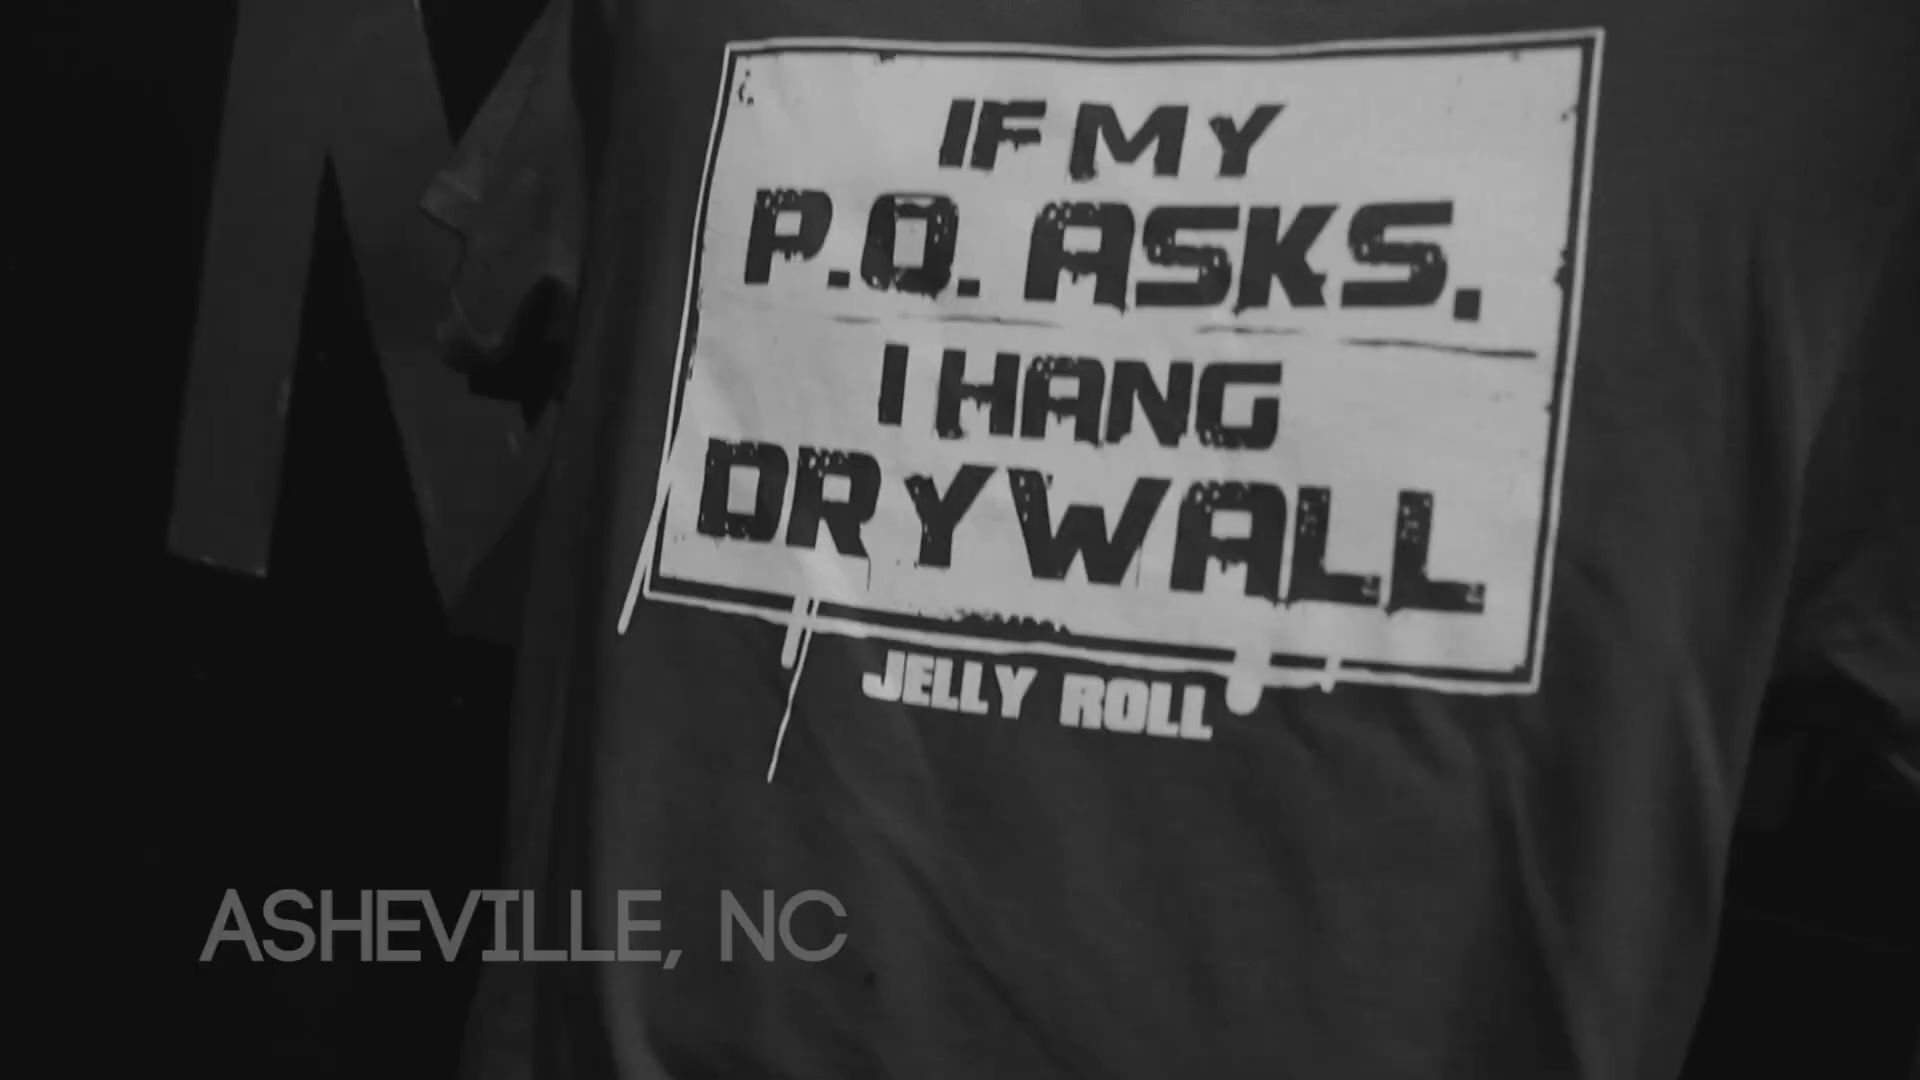 IF MY
P.O. ASKS.
I HANG
DRYWALL
JELLY ROLL
ASHEVILLE, NC